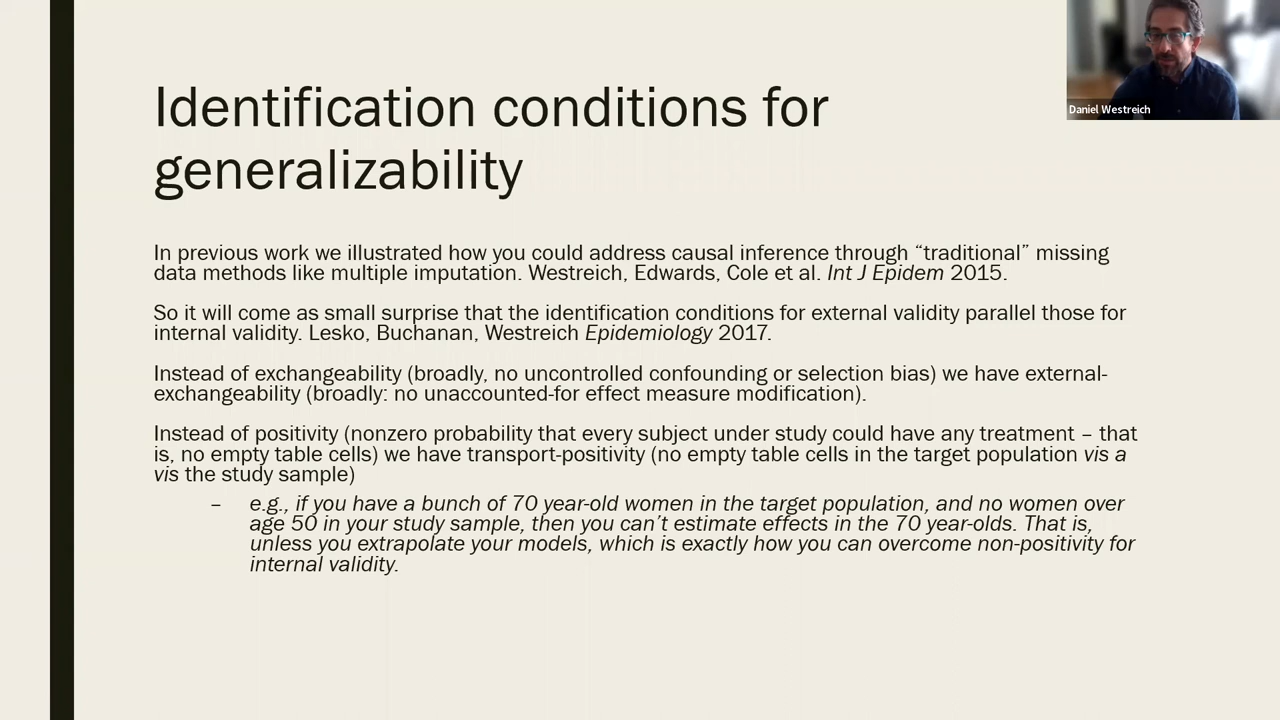 Daniel Westreich
Identification conditions for
generalizability
In previous work we illustrated how you could address causal inference through “traditional” missing
data methods like multiple imputation. Westreich, Edwards, Cole et al. Int J Epidem 2015.
So it will come as small surprise that the identification conditions for external validity parallel those for
internal validity. Lesko, Buchanan, Westreich Epidemiology 2017.
Instead of exchangeability (broadly, no uncontrolled confounding or selection bias) we have external-
exchangeability (broadly: no unaccounted-for effect measure modification).
Instead of positivity (nonzero probability that every subject under study could have any treatment – that
is, no empty table cells) we have transport-positivity (no empty table cells in the target population vis a
vis the study sample)
– e.g., if you have a bunch of 70 year-old women in the target population, and no women over
age 50 in your study sample, then you can’t estimate effects in the 70 year-olds. That is,
unless you extrapolate your models, which is exactly how you can overcome non-positivity for
internal validity.